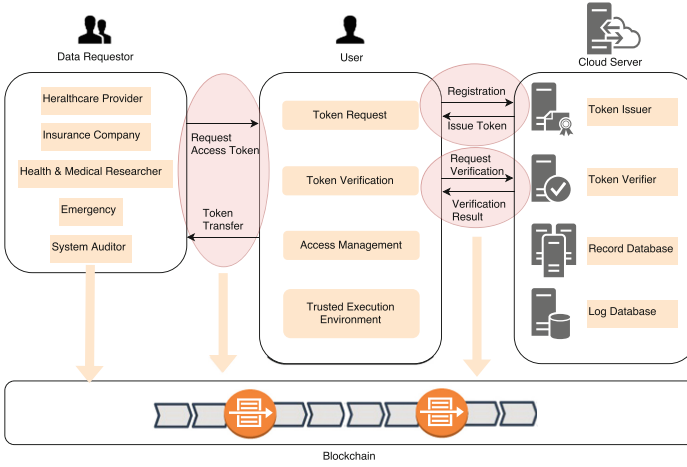 Data Requestor
User
Cloud Server
Heralthcare Provider
Insurance Company
Health & Medical Researcher
Emergency
System Auditor
Request
Access Token
Token
Transfer
Token Request
Token Verification
Access Management
Trusted Execution
Environment
Registration
Issue Token
Request
Verification
Verification
Result
Token Issuer
Token Verifier
Record Database
Log Database
Blockchain